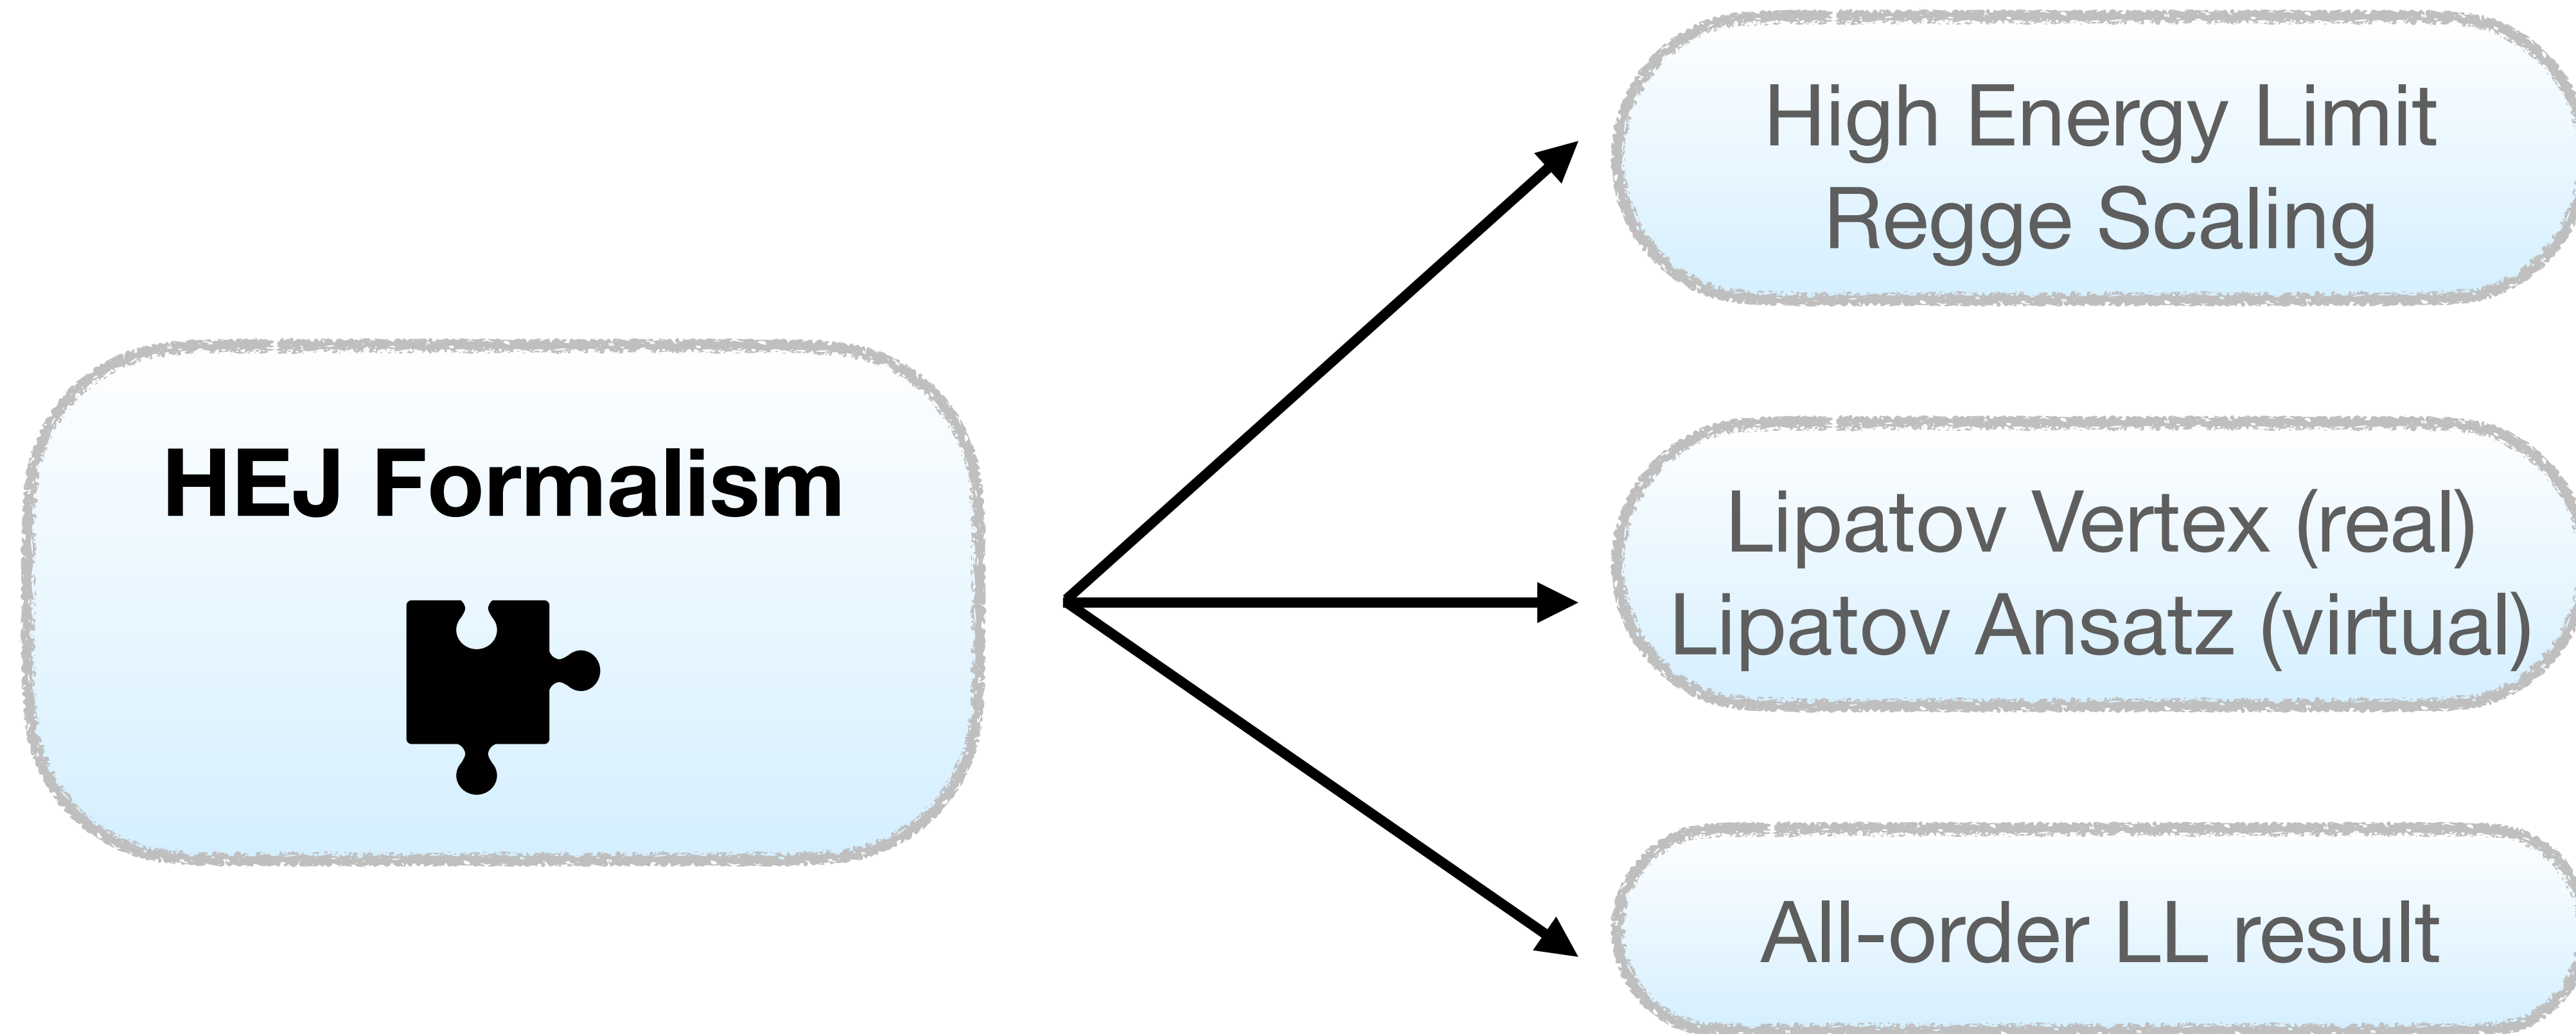 HEJ Formalism
High Energy Limit
Regge Scaling
Lipatov Vertex (real)
Lipatov Ansatz (virtual)
All-order LL result